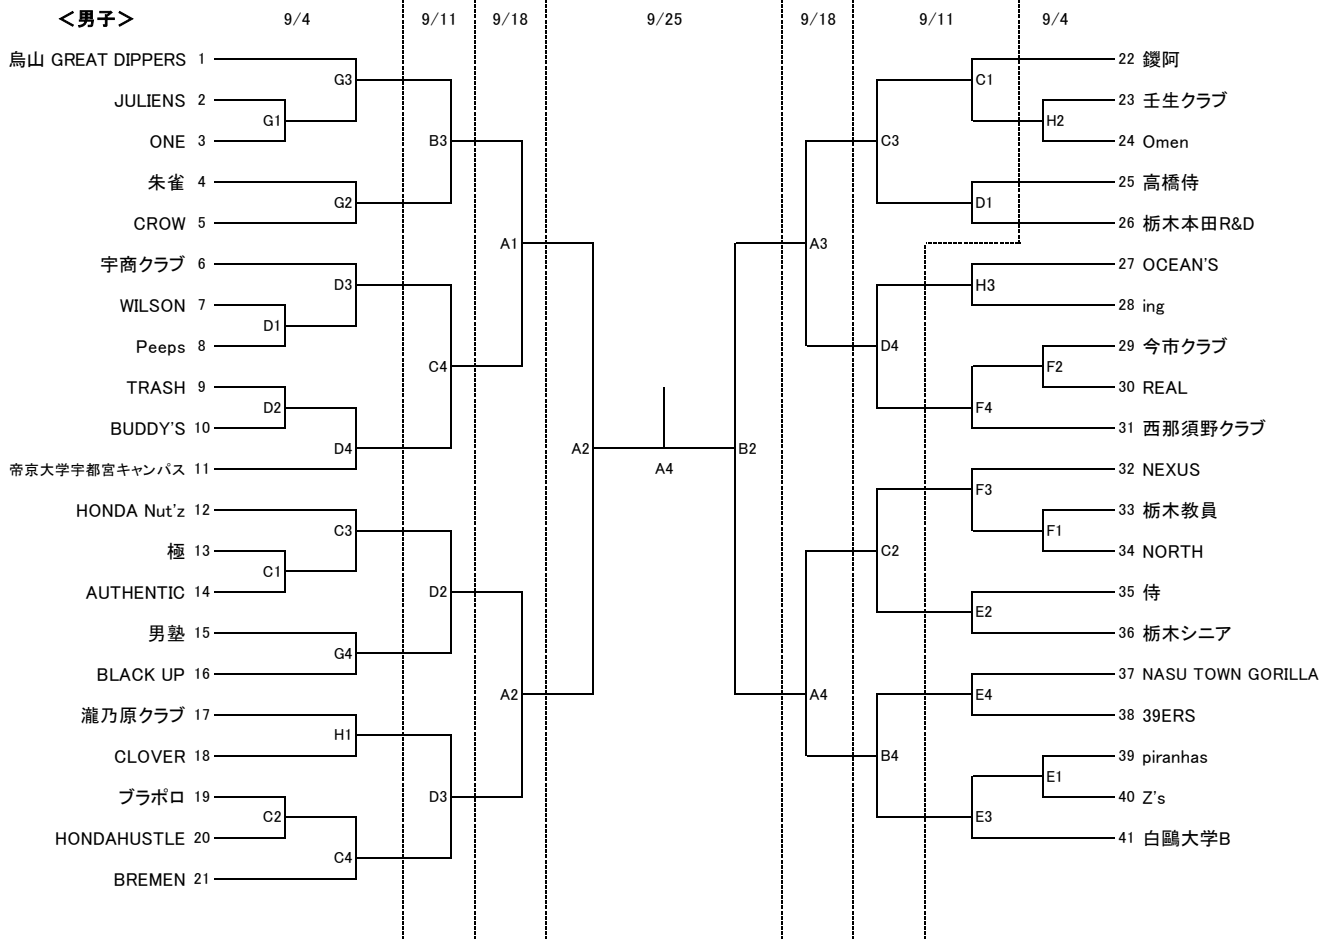 ＜男子＞ 9/4 9/11 9/18 9/25 9/18 9/11 9/4
烏山 GREAT DIPPERS 1
JULIENS 2
ONE 3
朱雀 4
CROW 5
宇商クラブ 6
WILSON 7
Peeps 8
TRASH 9
BUDDY'S 10
帝京大学宇都宮キャンパス 11
HONDA Nut'z 12
極 13
AUTHENTIC 14
男塾 15
BLACK UP 16
瀧乃原クラブ 17
CLOVER 18
ブラポロ 19
HONDAHUSTLE 20
BREMEN 21
G3
G1
G2
D3
D1
D2
D4
C3
C1
G4
H1
C2
C4
B3
C4
D2
D3
A1
A2
A2
A4
B2
A3
A4
C3
D4
C2
B4
C1
H2
D1
H3
F2
F4
F3
F1
E2
E4
E1
E3
22 鑁阿
23 壬生クラブ
24 Omen
25 高橋侍
26 栃木本田R&D
27 OCEAN'S
28 ing
29 今市クラブ
30 REAL
31 西那須野クラブ
32 NEXUS
33 栃木教員
34 NORTH
35 侍
36 栃木シニア
37 NASU TOWN GORILLA
38 39ERS
39 piranhas
40 Z's
41 白鷗大学B